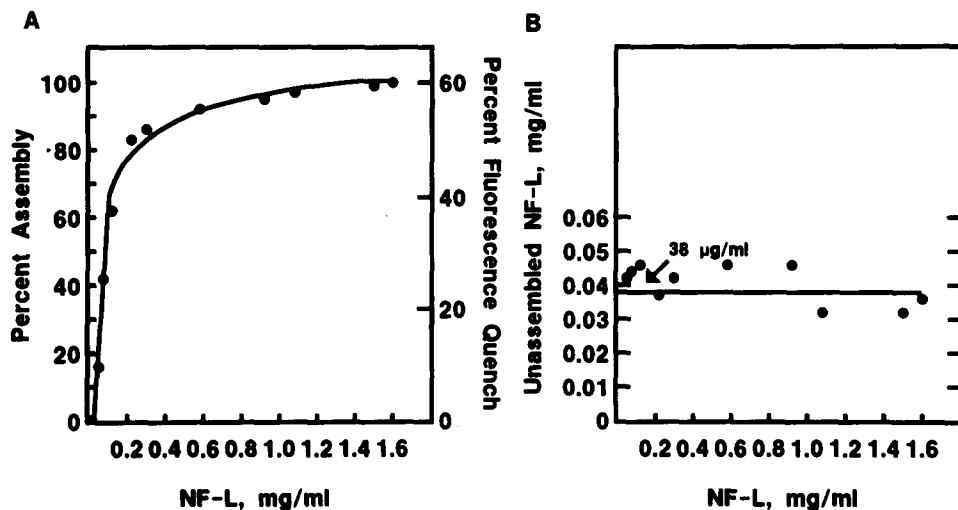 A
Percent Assembly
100
80
60
40
20
0
60
40
20
0
Percent Fluorescence Quench
0.2 0.4 0.6 0.8 1.0 1.2 1.4 1.6
NF-L, mg/ml
B
Unassembled NF-L, mg/ml
0.06
0.05
0.04
0.03
0.02
0.01
0
38 µg/ml
0.2 0.4 0.6 0.8 1.0 1.2 1.4 1.6
NF-L, mg/ml